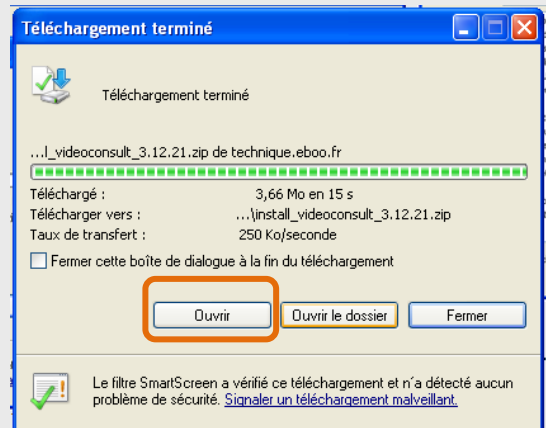 Téléchargement terminé
Téléchargement terminé
...l_videoconsult_3.12.21.zip de technique.eboo.fr
Téléchargé : 3,66 Mo en 15 s
Télécharger vers : ...\install_videoconsult_3.12.21.zip
Taux de transfert : 250 Ko/seconde
Fermer cette boîte de dialogue à la fin du téléchargement
Ouvrir Ouvrir le dossier Fermer
Le filtre SmartScreen a vérifié ce téléchargement et n´a détecté aucun
problème de sécurité. Signaler un téléchargement malveillant.